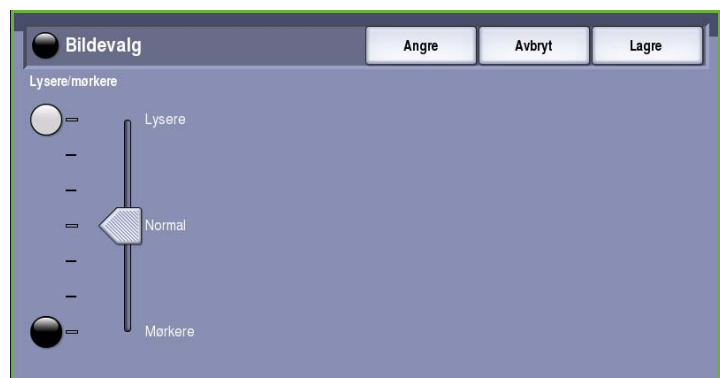 Bildevalg
Angre
Avbryt
Lagre
Lysere/mørkere
Lysere
Normal
Mørkere